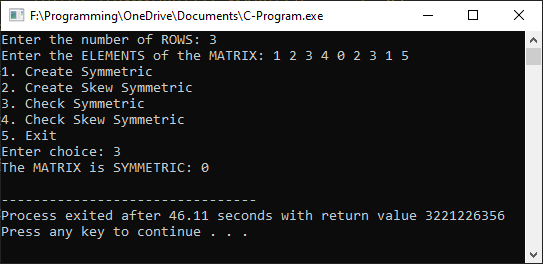 F:\Programming\OneDrive\Documents\C-Program.exe
Enter the number of ROWS: 3
Enter the ELEMENTS of the MATRIX: 1 2 3 4 0 2 3 1 5
1. Create Symmetric
2. Create Skew Symmetric
3. Check Symmetric
4. Check Skew Symmetric
5. Exit
Enter choice: 3
The MATRIX is SYMMETRIC: 0
--------------------------------
Process exited after 46.11 seconds with return value 3221226356
Press any key to continue . . .